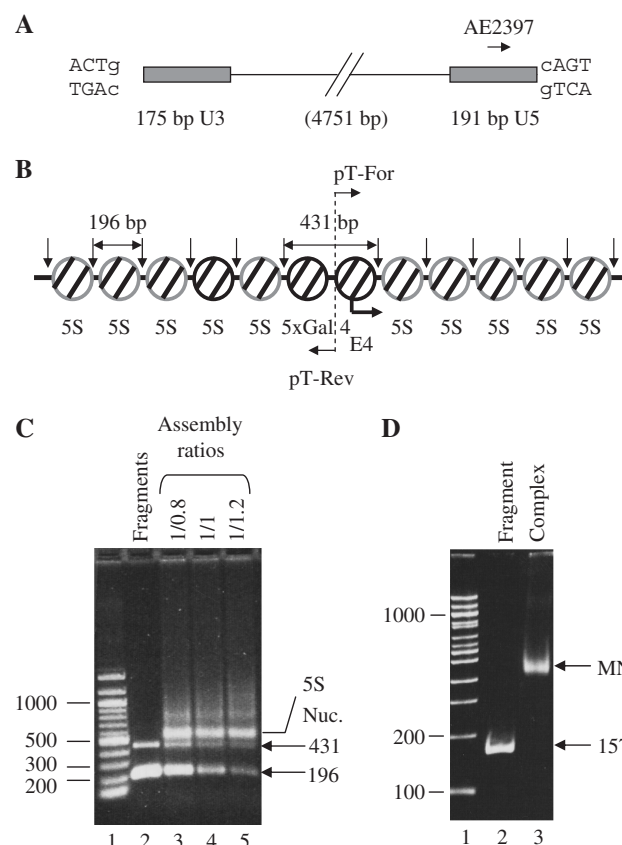 A
AE2397
ACTg
TGAc
cAGT
gTCA
175 bp U3
(4751 bp)
191 bp U5
B
pT-For
196 bp
431 bp
5S 5S 5S 5S 5S 5xGal 4 5S 5S 5S 5S 5S
E4
pT-Rev
C
Assembly
ratios
Fragments
1/0.8
1/1
1/1.2
1000
500
300
200
5S
Nuc.
431
196
1 2 3 4 5
D
Fragment
Complex
1000
200
100
MN
157
1 2 3